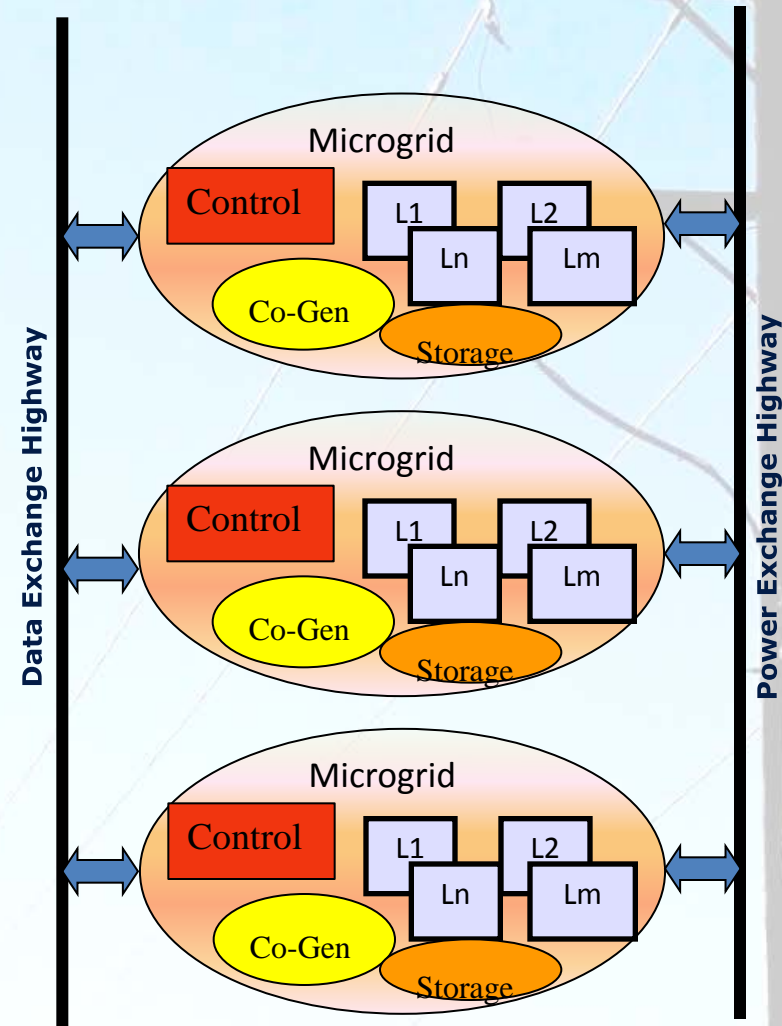 Data Exchange Highway
Microgrid
Control
L1
L2
Ln
Lm
Co-Gen
Storage
Microgrid
Control
L1
L2
Ln
Lm
Co-Gen
Storage
Microgrid
Control
L1
L2
Ln
Lm
Co-Gen
Storage
Power Exchange Highway